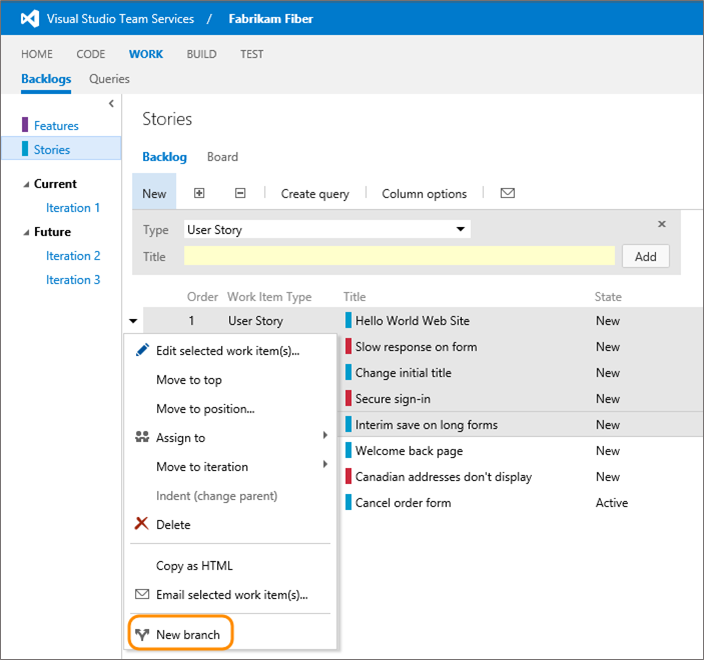 Visual Studio Team Services / Fabrikam Fiber
HOME CODE WORK BUILD TEST
Backlogs Queries
Features
Stories
Current
Iteration 1
Future
Iteration 2
Iteration 3
Stories
Backlog Board
New Create query Column options
Type User Story
Title Add
Order Work Item Type Title State
1 User Story Hello World Web Site New
Slow response on form New
Change initial title New
Secure sign-in New
Interim save on long forms New
Welcome back page New
Canadian addresses don't display New
Cancel order form Active
Edit selected work item(s)...
Move to top
Move to position...
Assign to
Move to iteration
Indent (change parent)
Delete
Copy as HTML
Email selected work item(s)...
New branch